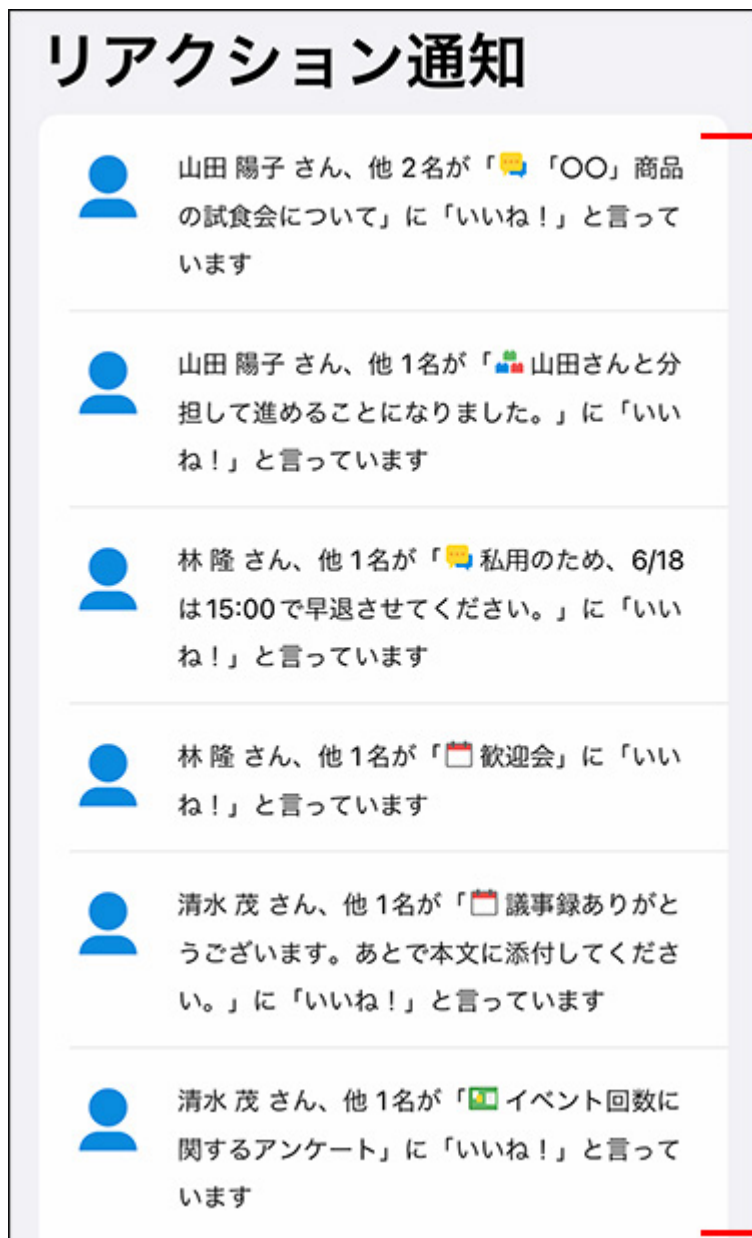 リアクション通知
山田 陽子 さん、他 2名が「「〇〇」商品
の試食会について」に「いいね！」と言って
います
山田 陽子 さん、他 1名が「山田さんと分
担して進めることになりました。」に「いい
ね！」と言っています
林 隆 さん、他 1名が「私用のため、6/18
は15:00で早退させてください。」に「いい
ね！」と言っています
林 隆 さん、他 1名が「歓迎会」に「いい
ね！」と言っています
清水 茂 さん、他 1名が「議事録ありがと
うございます。あとで本文に添付してくださ
い。」に「いいね！」と言っています
清水 茂 さん、他 1名が「イベント回数に
関するアンケート」に「いいね！」と言って
います